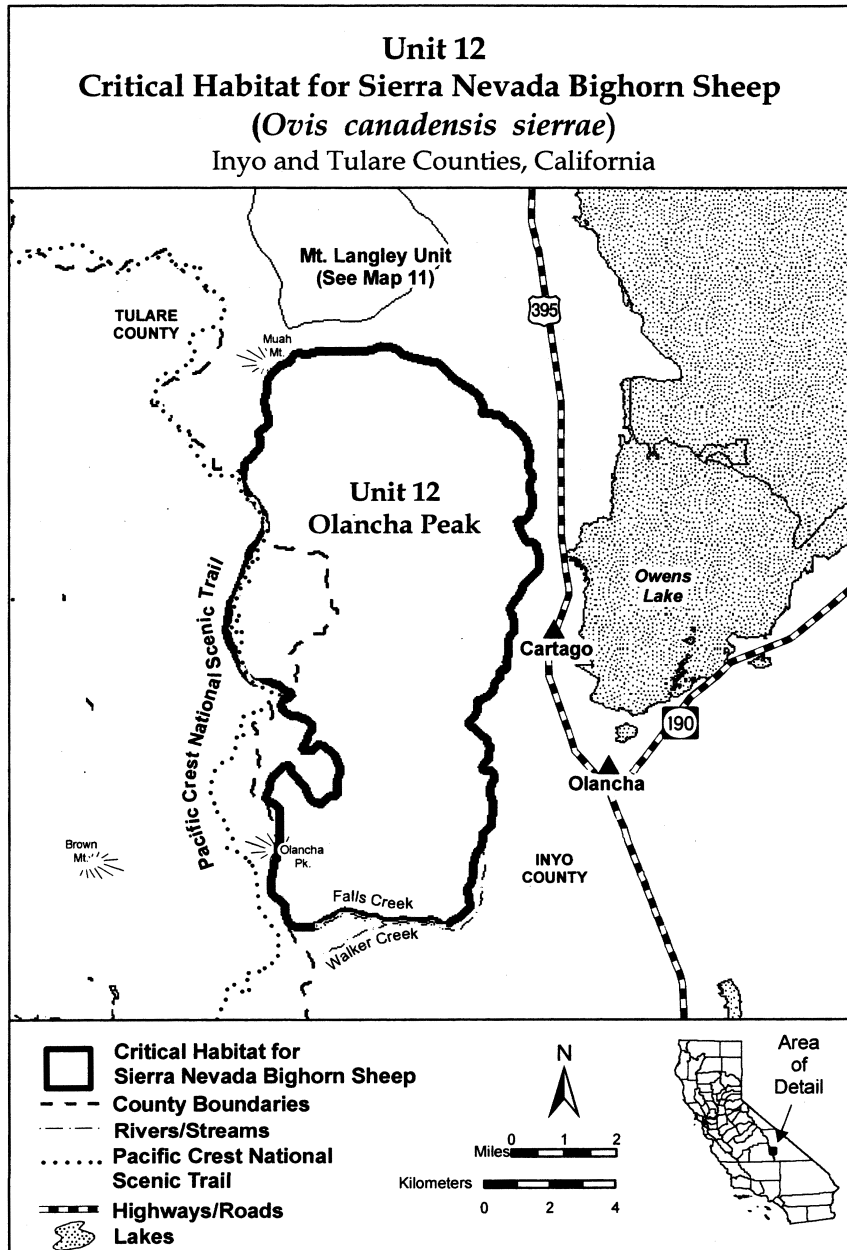 Unit 12
Critical Habitat for Sierra Nevada Bighorn Sheep
(Ovis canadensis sierrae)
Inyo and Tulare Counties, California
Mt. Langley Unit
(See Map 11)
TULARE
COUNTY
395
Muah
Mt.
Unit 12
Olancha Peak
Owens
Lake
Pacific Crest National Scenic Trail
Cartago
190
Olancha
Brown
Mt.
Olancha
Pk.
INYO
COUNTY
Falls Creek
Walker Creek
Critical Habitat for
Sierra Nevada Bighorn Sheep
County Boundaries
Rivers/Streams
Pacific Crest National
Scenic Trail
Highways/Roads
Lakes
N
0 1 2
Miles
Kilometers
0 2 4
Area
of
Detail